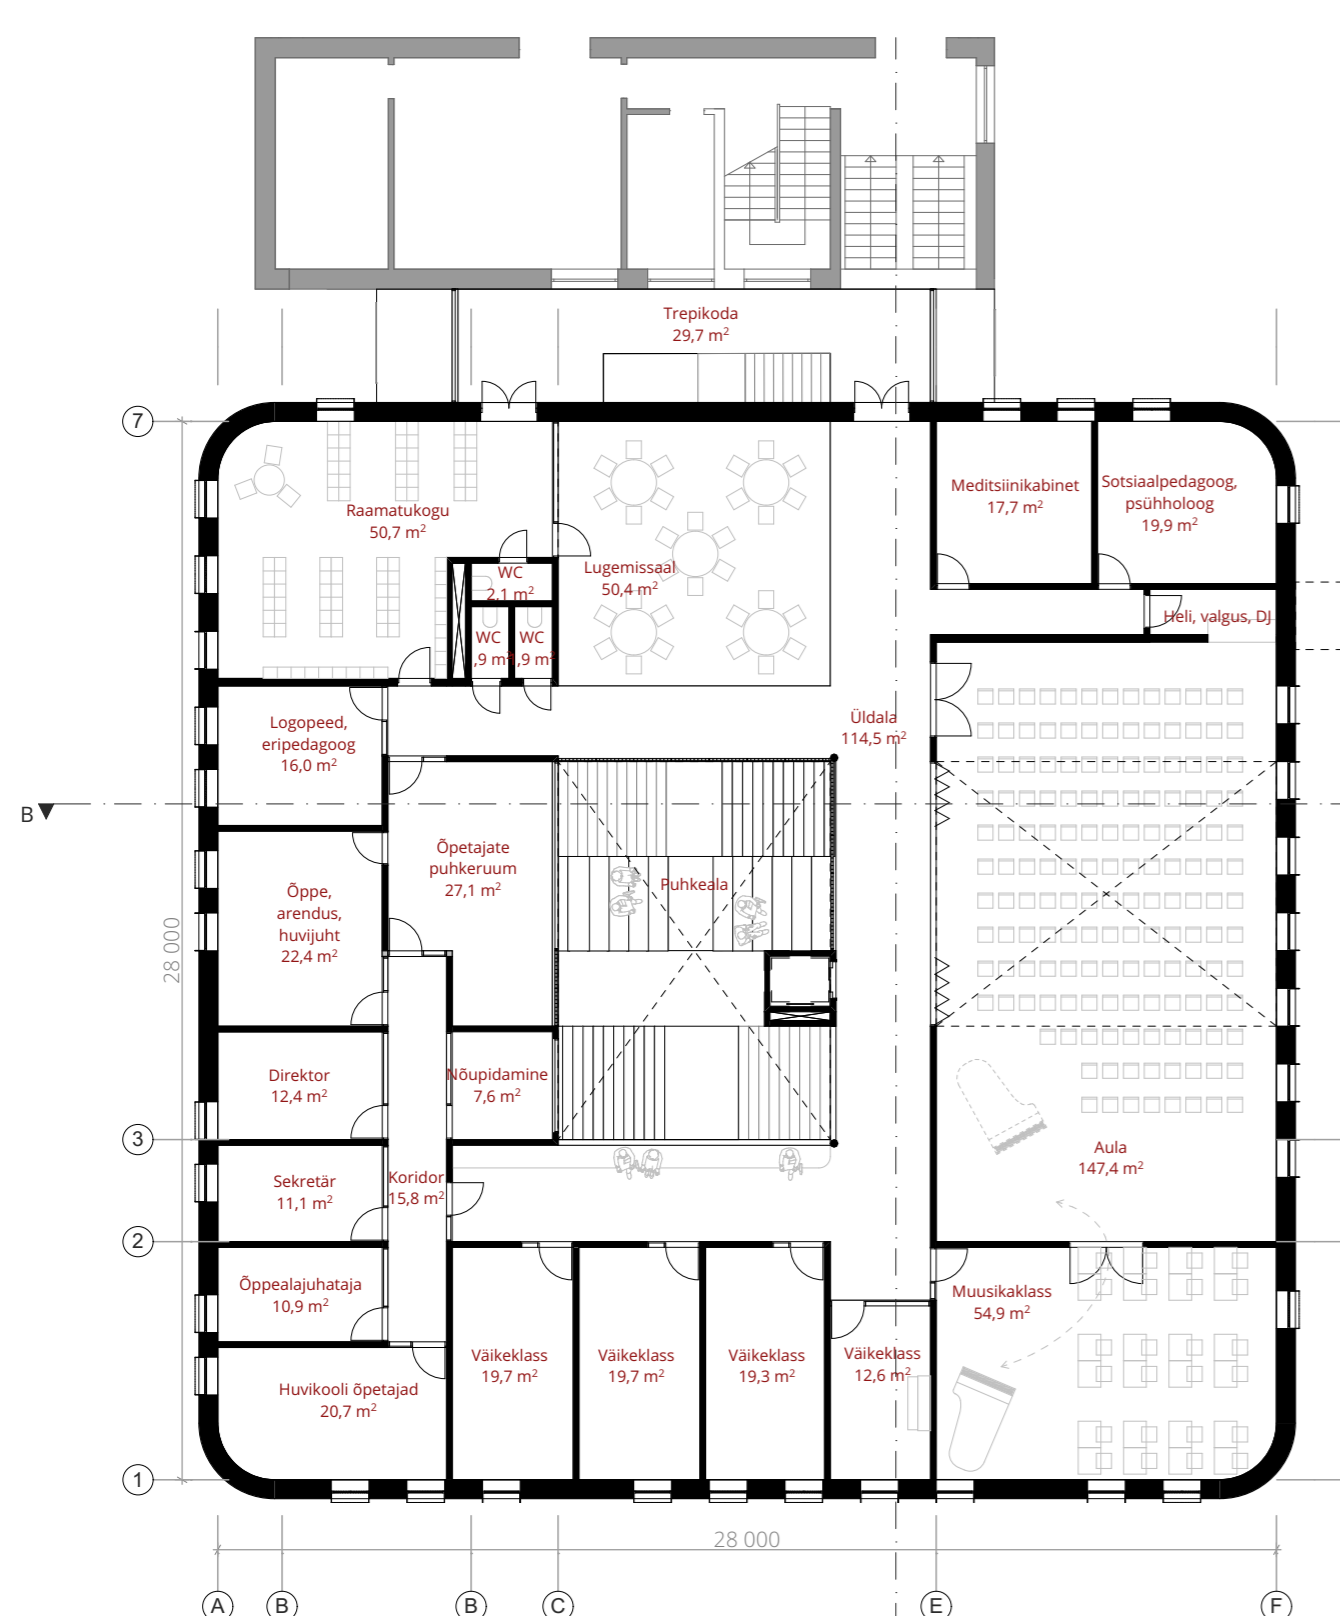 Trepikoda
29,7 m²
7
Raamatukogu
50,7 m²
WC
2,1 m²
WC
,9 m²
WC
,9 m²
Lugemissaal
50,4 m²
Meditsiinikabinet
17,7 m²
Sotsiaalpedagoog,
psühholoog
19,9 m²
Heli, valgus, DJ
Logopeed,
eripedagoog
16,0 m²
Üldala
114,5 m²
B
Õpetajate
puhkeruum
27,1 m²
Puhkeala
Õppe,
arendus,
huvijuht
22,4 m²
28 000
Direktor
12,4 m²
Nõupidamine
7,6 m²
3
Aula
147,4 m²
Sekretär
11,1 m²
Koridor
15,8 m²
2
Õppealajuhataja
10,9 m²
Muusikaklass
54,9 m²
Väikeklass
19,7 m²
Väikeklass
19,7 m²
Väikeklass
19,3 m²
Väikeklass
12,6 m²
Huvikooli õpetajad
20,7 m²
1
28 000
A
B
B
C
E
F